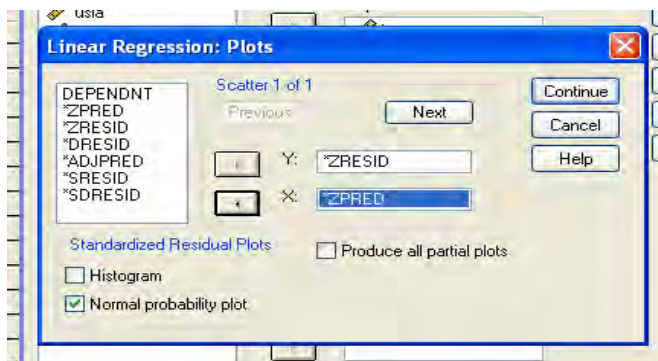 usia
Linear Regression: Plots
DEPENDNT
*ZPRED
*ZRESID
*DRESID
*ADJPRED
*SRESID
*SDRESID
Scatter 1 of 1
Previous
Next
Y: *ZRESID
X: *ZPRED
Continue
Cancel
Help
Standardized Residual Plots
Histogram
Normal probability plot
Produce all partial plots